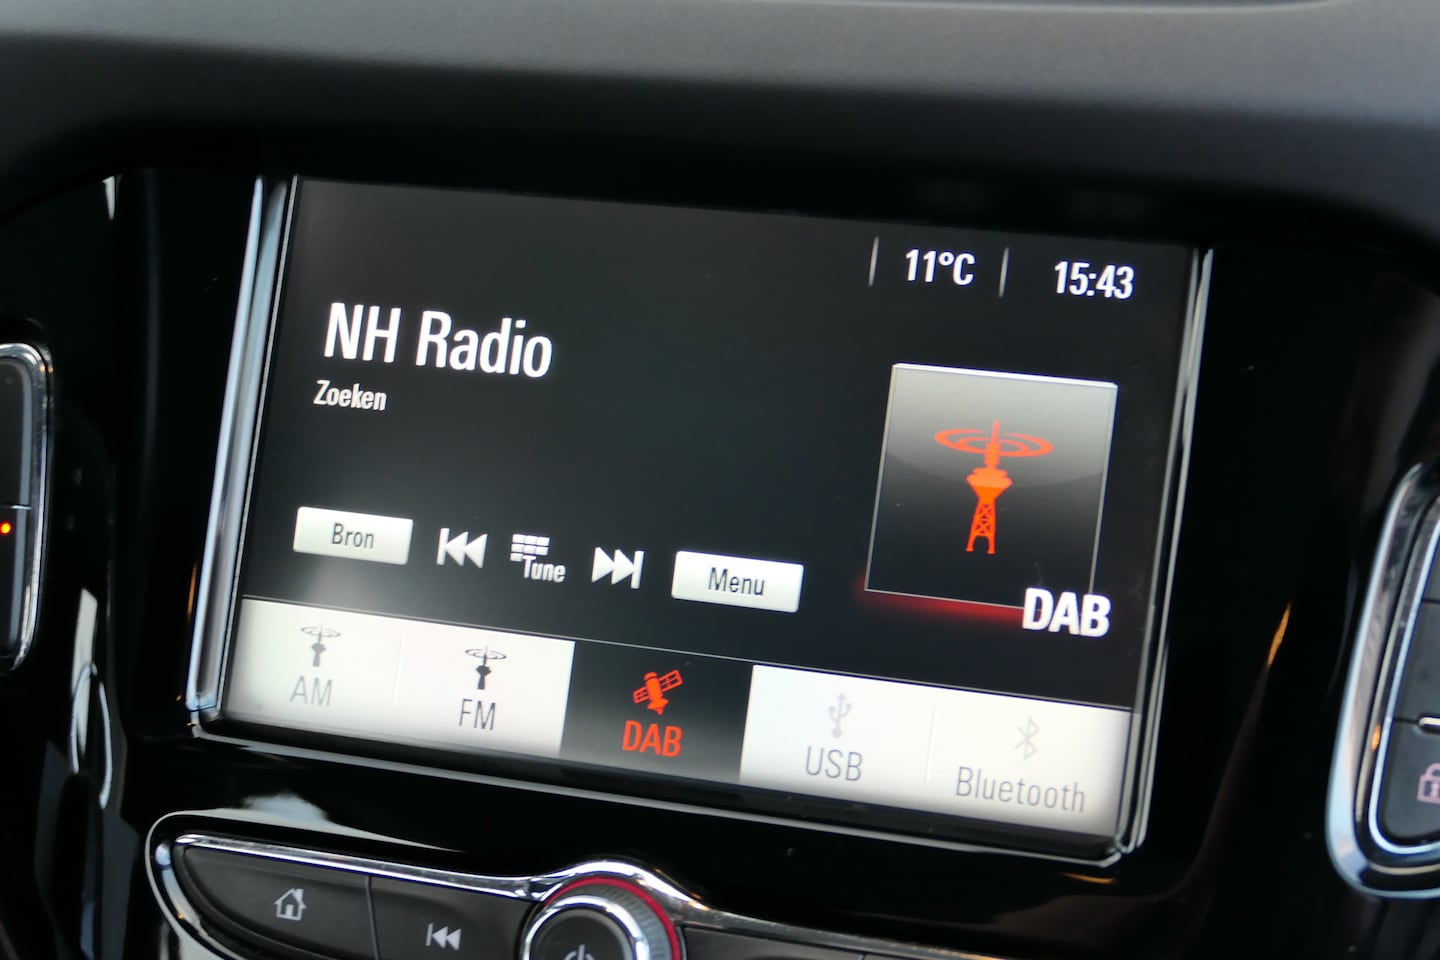 11°C 15:43
NH Radio
Zoeken
Bron Tune Menu
DAB
AM FM DAB USB Bluetooth